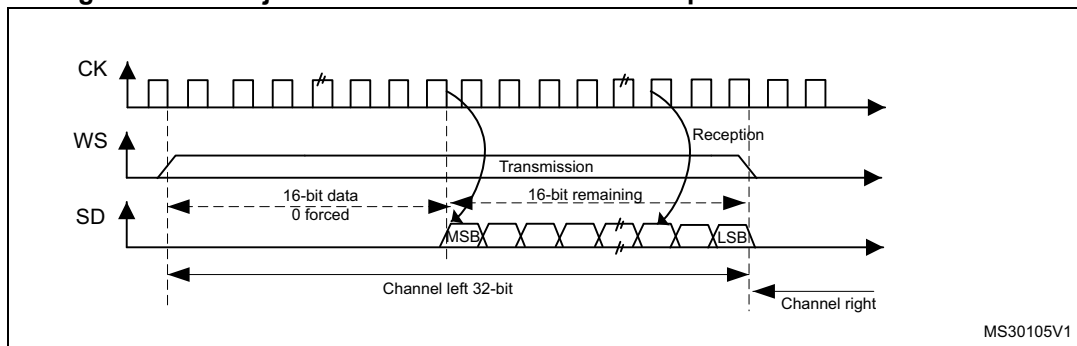 CK
Reception
WS
Transmission
16-bit data
16-bit remaining
0 forced
SD
MSB
LSB
Channel left 32-bit
Channel right
MS30105V1